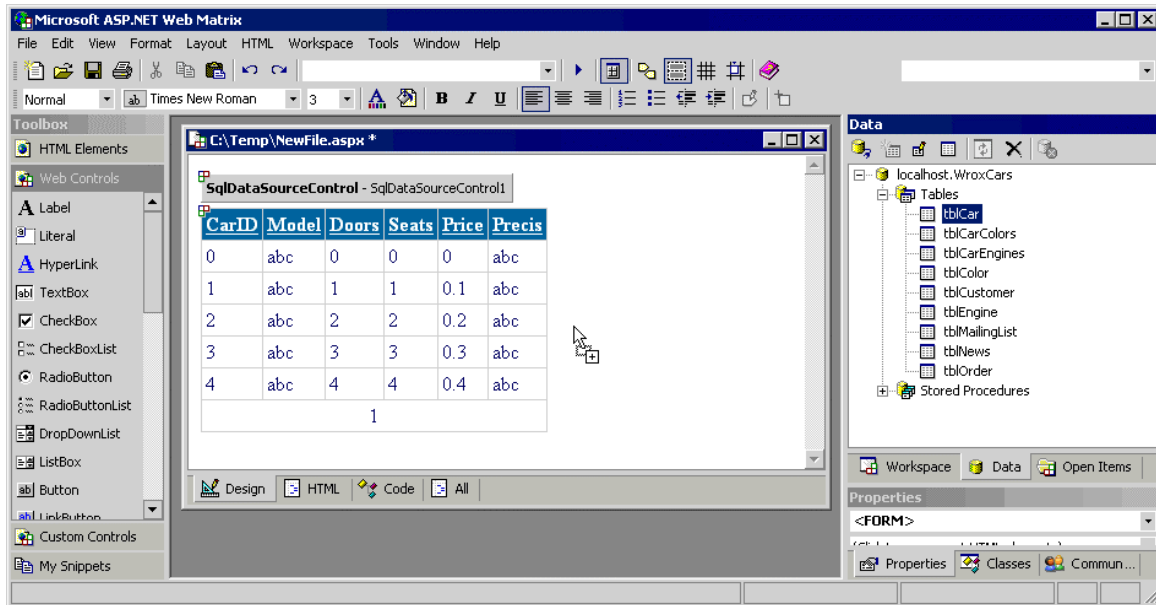 Microsoft ASP.NET Web Matrix
File Edit View Format Layout HTML Workspace Tools Window Help
Normal ab Times New Roman 3 A B I U
Toolbox
HTML Elements
Web Controls
A Label
Literal
A HyperLink
abl TextBox
CheckBox
CheckBoxList
RadioButton
RadioButtonList
DropDownList
ListBox
ab Button
abl LinkButton
Custom Controls
My Snippets
C:\Temp\NewFile.aspx *
SqlDataSourceControl - SqlDataSourceControl1
CarID Model Doors Seats Price Precis
0 abc 0 0 0 abc
1 abc 1 1 0.1 abc
2 abc 2 2 0.2 abc
3 abc 3 3 0.3 abc
4 abc 4 4 0.4 abc
1
Design HTML Code All
Data
localhost.WroxCars
Tables
tblCar
tblCarColors
tblCarEngines
tblColor
tblCustomer
tblEngine
tblMailingList
tblNews
tblOrder
Stored Procedures
Workspace Data Open Items
Properties
<FORM>
Properties Classes Commun...